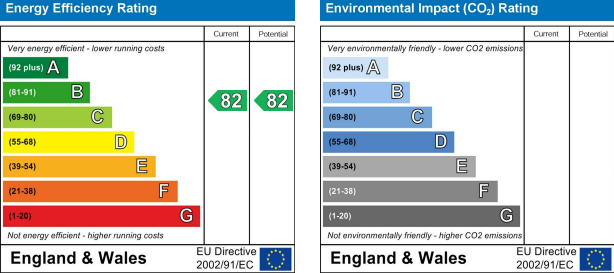 Energy Efficiency Rating
Current Potential
Very energy efficient - lower running costs
(92 plus) A
(81-91) B
82 82
(69-80) C
(55-68) D
(39-54) E
(21-38) F
(1-20) G
Not energy efficient - higher running costs
England & Wales
EU Directive
2002/91/EC
Environmental Impact (CO₂) Rating
Current Potential
Very environmentally friendly - lower CO2 emissions
(92 plus) A
(81-91) B
(69-80) C
(55-68) D
(39-54) E
(21-38) F
(1-20) G
Not environmentally friendly - higher CO2 emissions
England & Wales
EU Directive
2002/91/EC